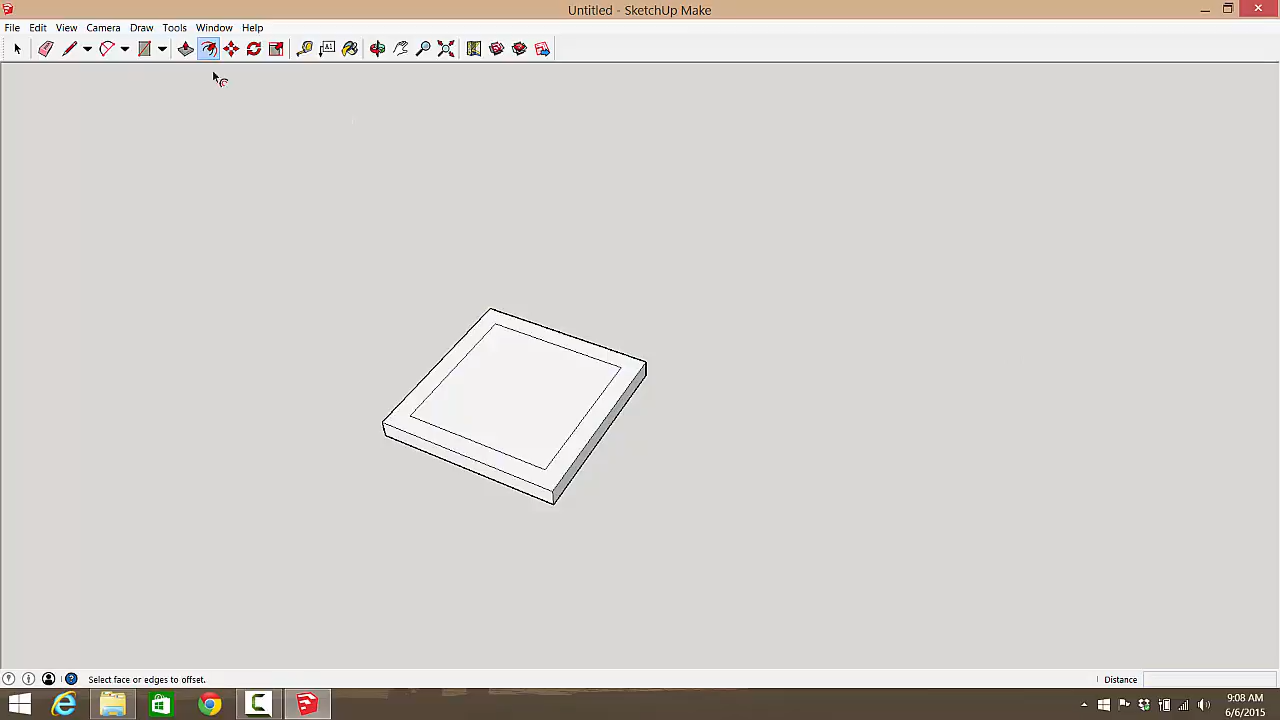 Untitled - SketchUp Make
File Edit View Camera Draw Tools Window Help
A1
Select face or edges to offset.
Distance
9:08 AM
6/6/2015